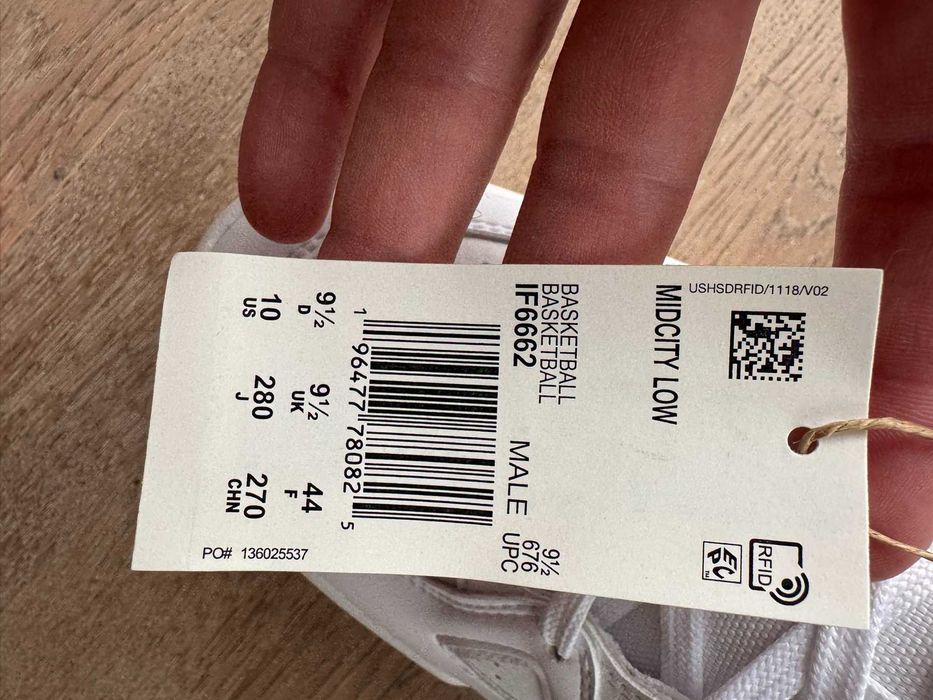 USHSDRFID/1118/V02
MIDCITY LOW
RFID
EPC™
BASKETBALL
BASKETBALL
IF6662 MALE
9½
676
UPC
1 96477 78082 5
9½ 9½ 44
D UK F
10 280 270
US J CHN
PO# 136025537